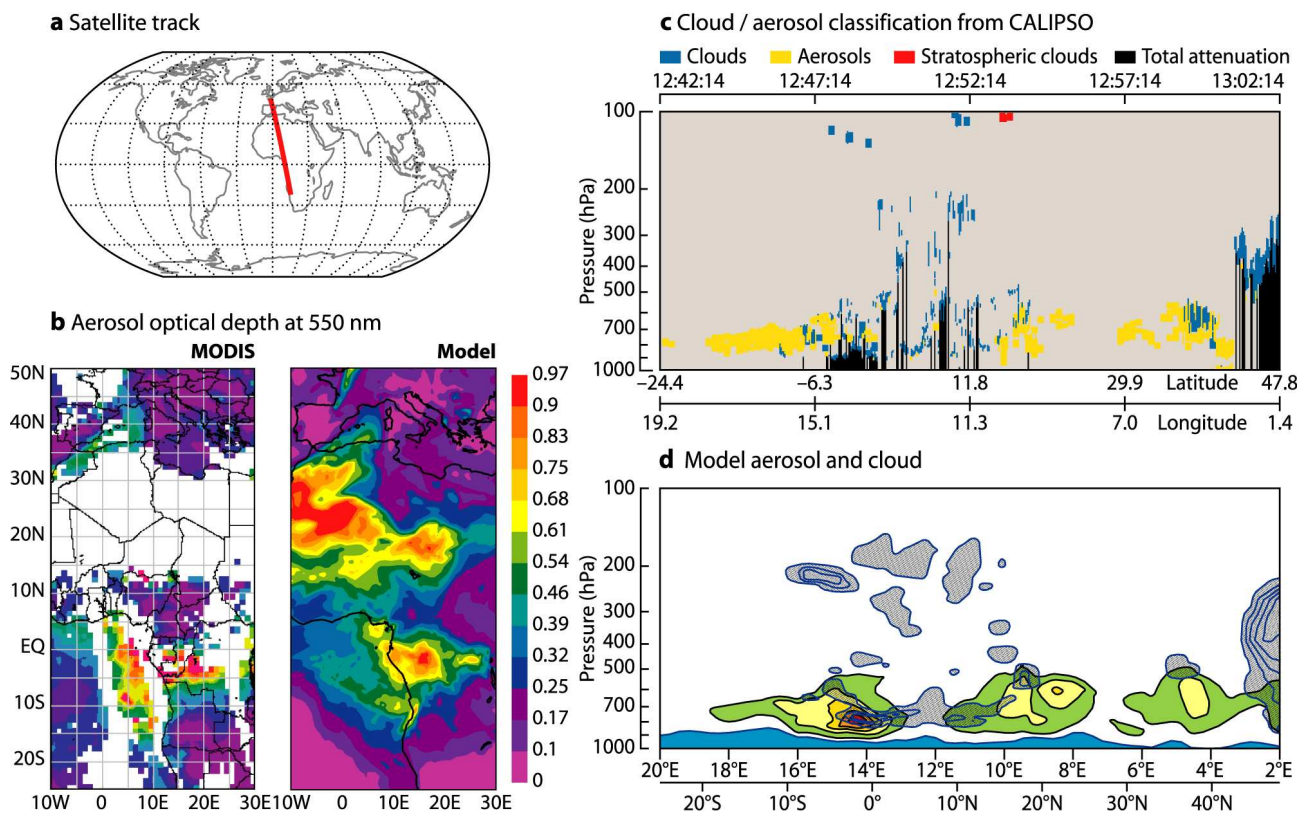 a Satellite track
b Aerosol optical depth at 550 nm
MODIS
Model
50N
40N
30N
20N
10N
EQ
10S
20S
10W 0 10E 20E 30E
10W 0 10E 20E 30E
0.97
0.9
0.83
0.75
0.68
0.61
0.54
0.46
0.39
0.32
0.25
0.17
0.1
0
c Cloud / aerosol classification from CALIPSO
Clouds Aerosols Stratospheric clouds Total attenuation
12:42:14 12:47:14 12:52:14 12:57:14 13:02:14
Pressure (hPa)
100
200
300
400
500
700
1000
−24.4 −6.3 11.8 29.9 Latitude 47.8
19.2 15.1 11.3 7.0 Longitude 1.4
d Model aerosol and cloud
Pressure (hPa)
100
200
300
400
500
700
1000
20°E 18°E 16°E 14°E 12°E 10°E 8°E 6°E 4°E 2°E
20°S 10°S 0° 10°N 20°N 30°N 40°N